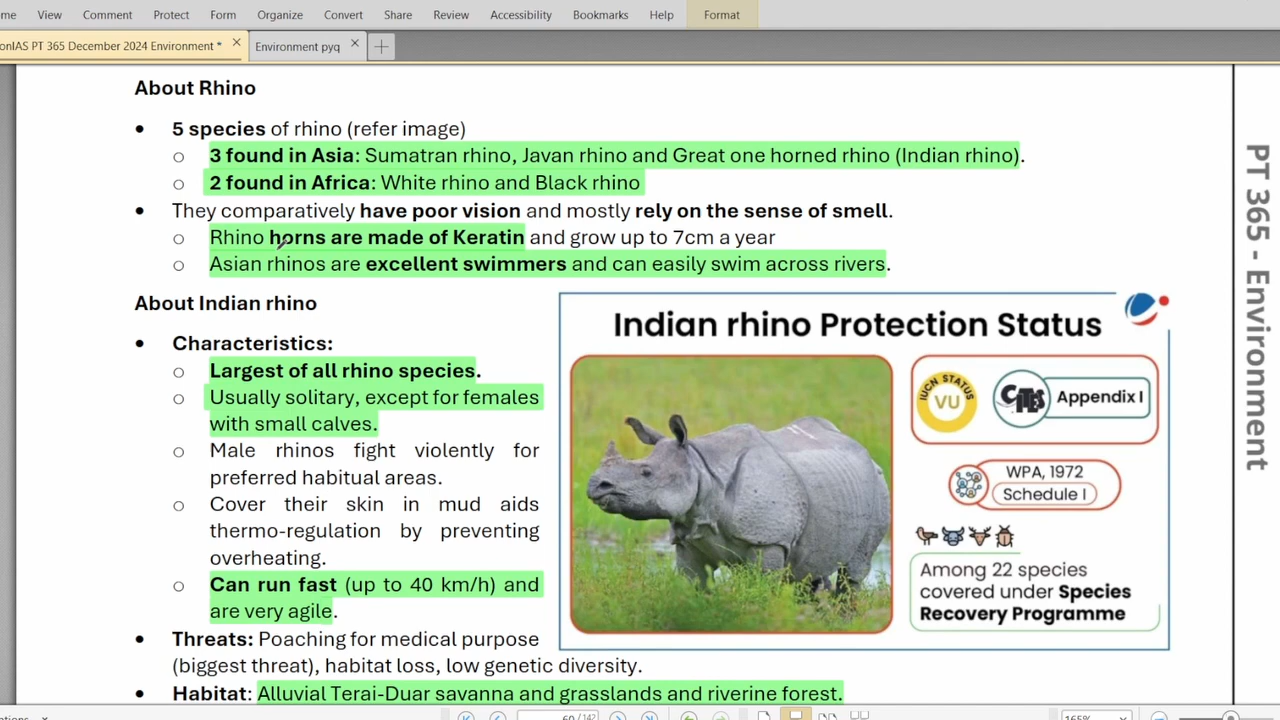 me View Comment Protect Form Organize Convert Share Review Accessibility Bookmarks Help Format
onIAS PT 365 December 2024 Environment * × Environment pyq ×
About Rhino
• 5 species of rhino (refer image)
○ 3 found in Asia: Sumatran rhino, Javan rhino and Great one horned rhino (Indian rhino).
○ 2 found in Africa: White rhino and Black rhino
• They comparatively have poor vision and mostly rely on the sense of smell.
○ Rhino horns are made of Keratin and grow up to 7cm a year
○ Asian rhinos are excellent swimmers and can easily swim across rivers.
About Indian rhino
• Characteristics:
○ Largest of all rhino species.
○ Usually solitary, except for females
with small calves.
○ Male rhinos fight violently for
preferred habitual areas.
○ Cover their skin in mud aids
thermo-regulation by preventing
overheating.
○ Can run fast (up to 40 km/h) and
are very agile.
• Threats: Poaching for medical purpose
(biggest threat), habitat loss, low genetic diversity.
• Habitat: Alluvial Terai-Duar savanna and grasslands and riverine forest.
Indian rhino Protection Status
IUCN STATUS
VU
CITES
Appendix I
WPA, 1972
Schedule I
Among 22 species
covered under Species
Recovery Programme
PT 365 - Environment
60 / 142
165%